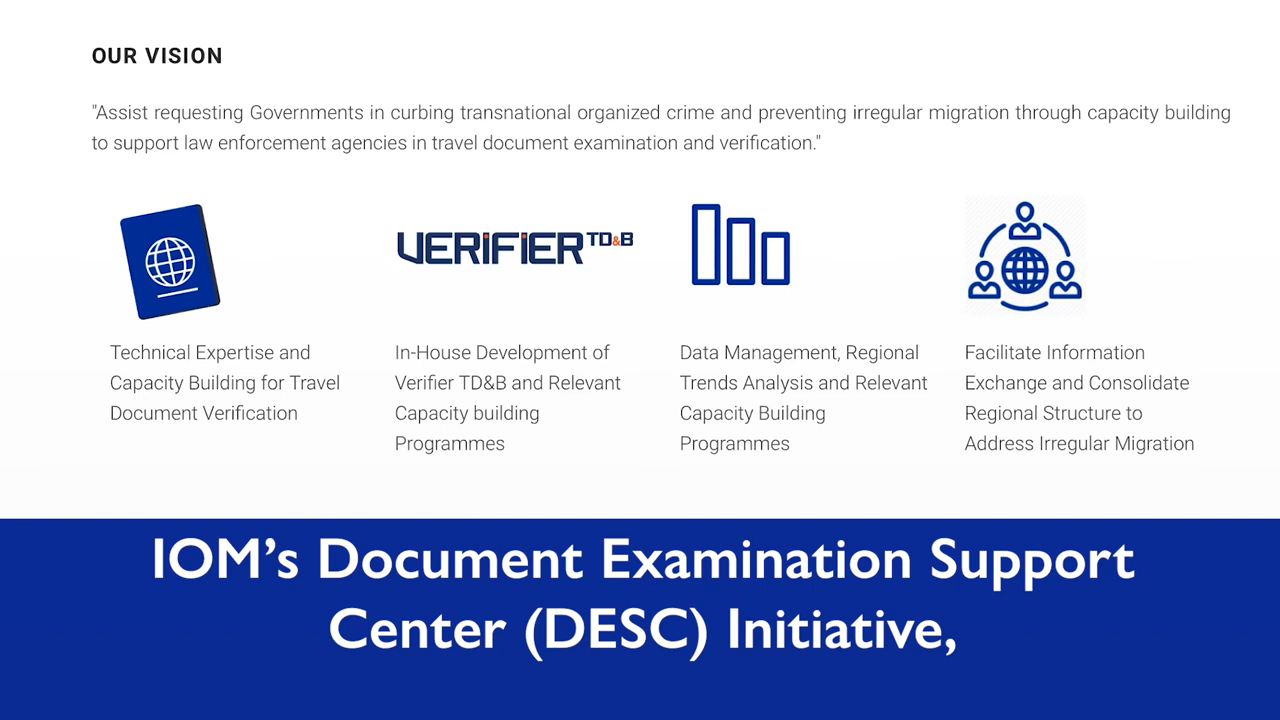 OUR VISION
"Assist requesting Governments in curbing transnational organized crime and preventing irregular migration through capacity building
to support law enforcement agencies in travel document examination and verification."
VERIFIER TD&B
Technical Expertise and
Capacity Building for Travel
Document Verification
In-House Development of
Verifier TD&B and Relevant
Capacity building
Programmes
Data Management, Regional
Trends Analysis and Relevant
Capacity Building
Programmes
Facilitate Information
Exchange and Consolidate
Regional Structure to
Address Irregular Migration
IOM’s Document Examination Support
Center (DESC) Initiative,